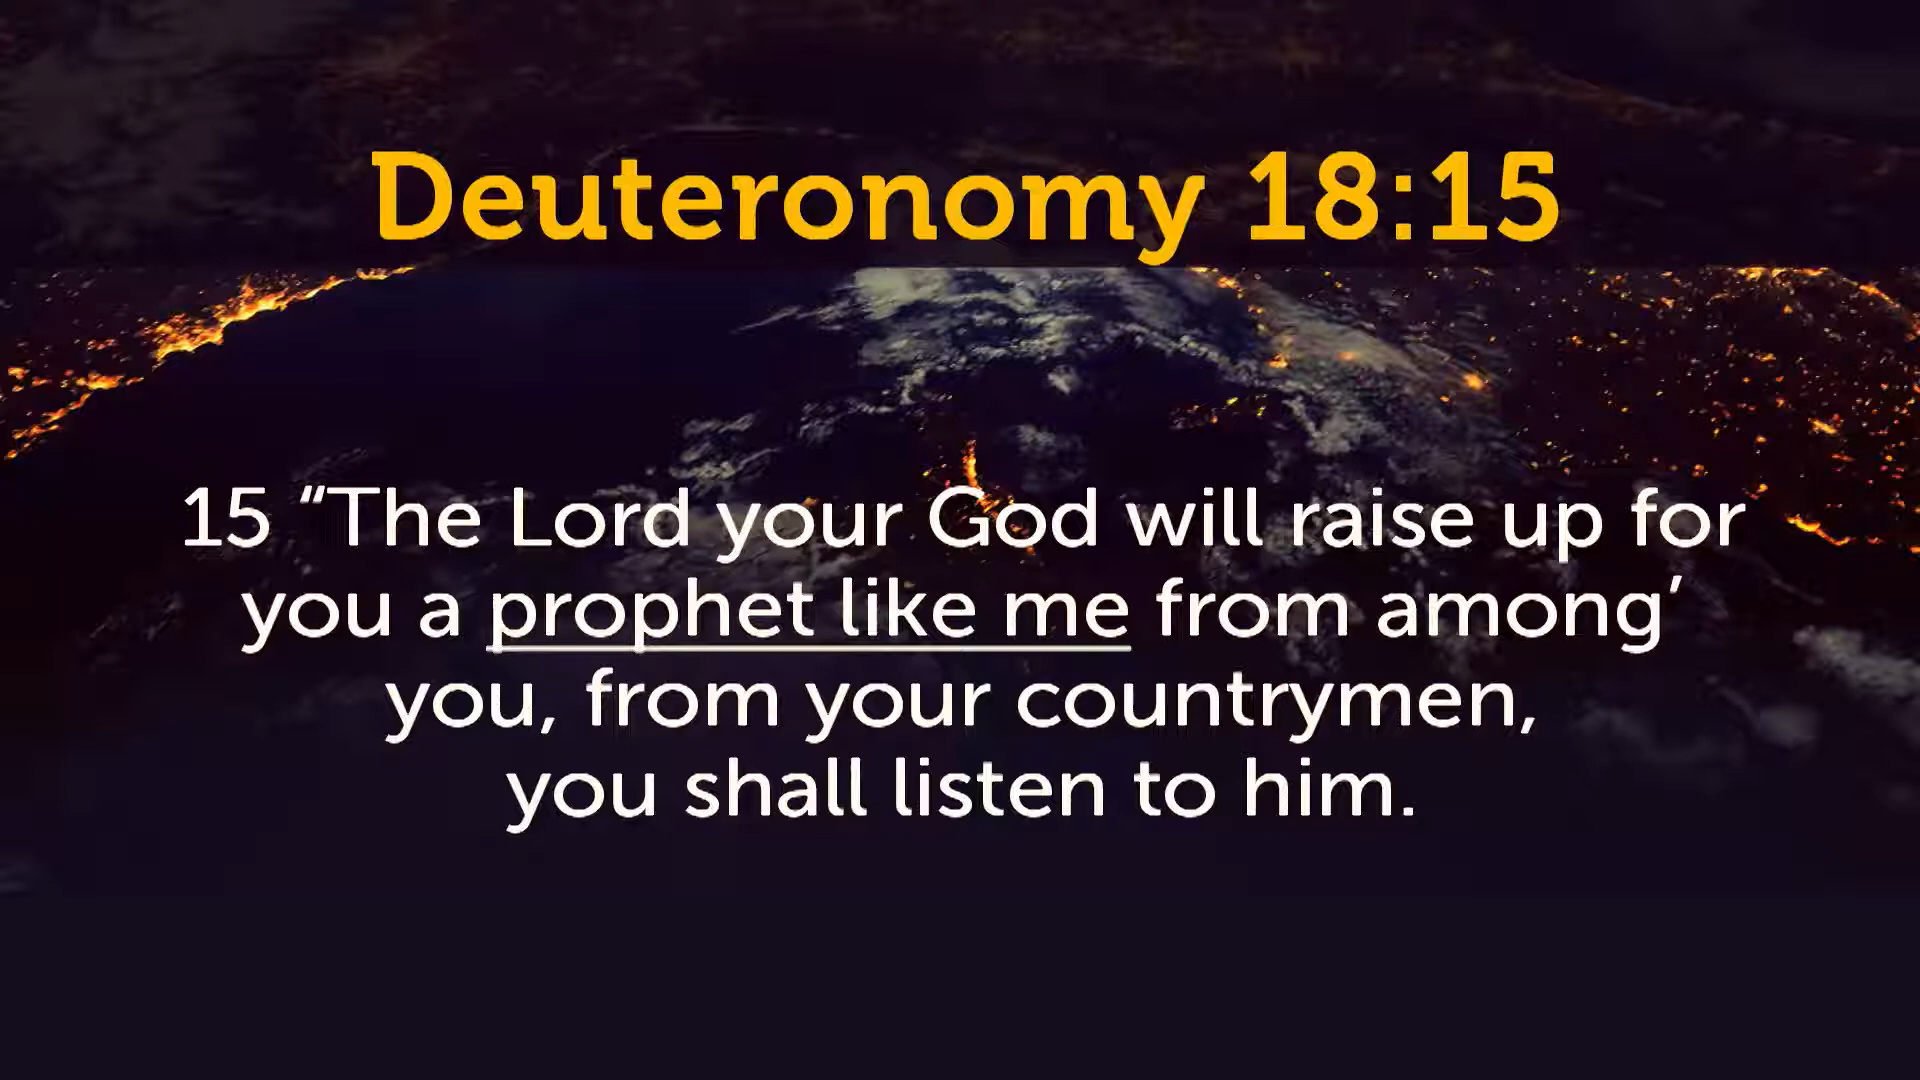 Deuteronomy 18:15
15 “The Lord your God will raise up for
you a prophet like me from among’
you, from your countrymen,
you shall listen to him.